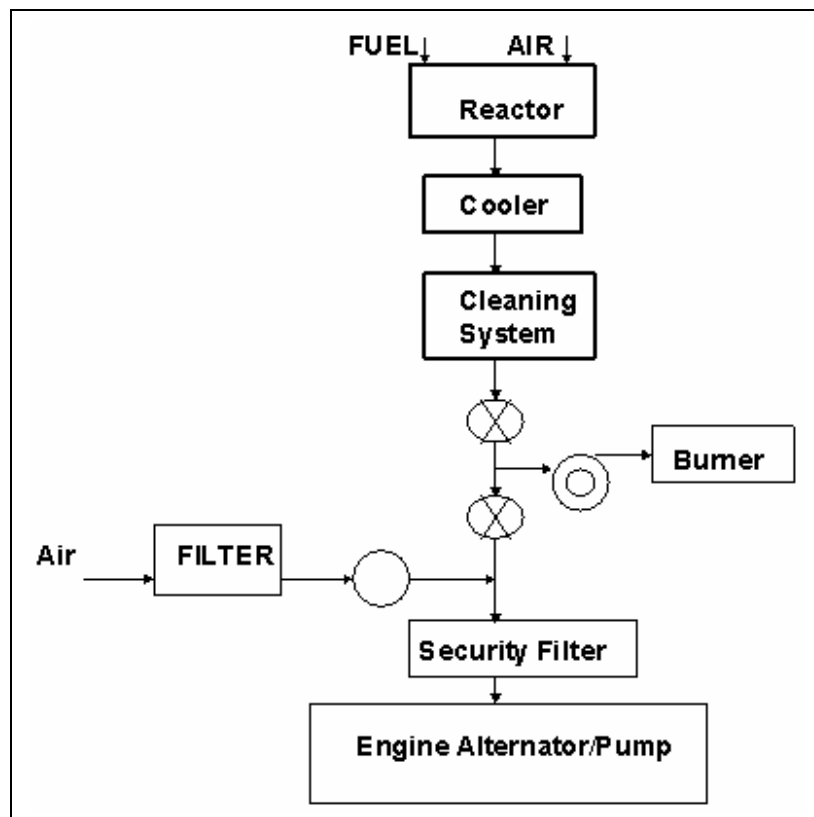 FUEL AIR
Reactor
Cooler
Cleaning
System
Burner
Air FILTER
Security Filter
Engine Alternator/Pump